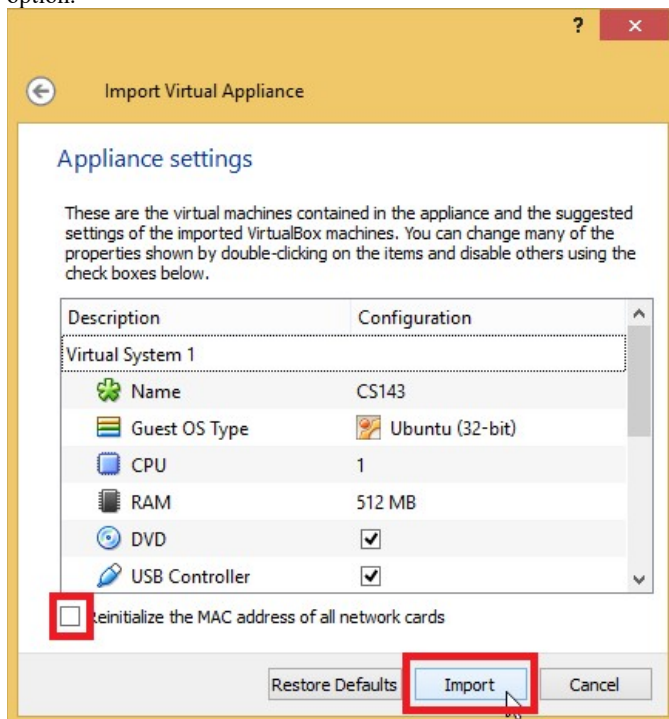 option.
?
Import Virtual Appliance
Appliance settings
These are the virtual machines contained in the appliance and the suggested
settings of the imported VirtualBox machines. You can change many of the
properties shown by double-clicking on the items and disable others using the
check boxes below.
Description Configuration
Virtual System 1
Name CS143
Guest OS Type Ubuntu (32-bit)
CPU 1
RAM 512 MB
DVD
USB Controller
Reinitialize the MAC address of all network cards
Restore Defaults Import Cancel